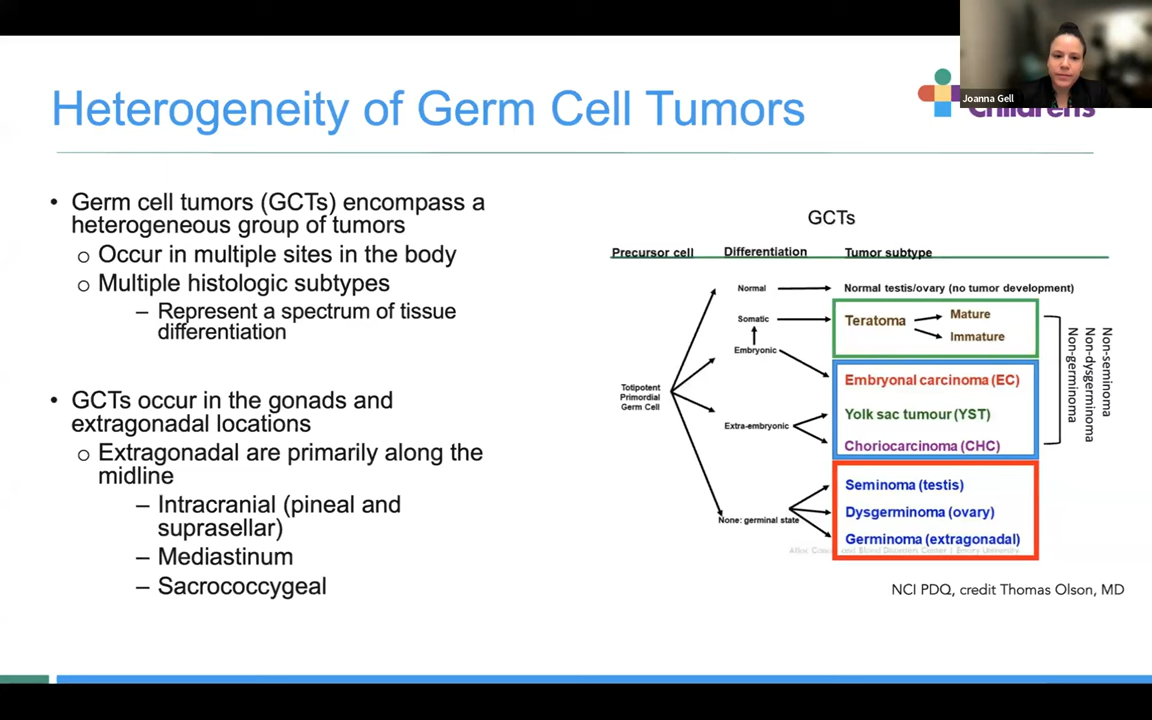 Joanna Gell
Children's
Heterogeneity of Germ Cell Tumors
• Germ cell tumors (GCTs) encompass a
heterogeneous group of tumors
o Occur in multiple sites in the body
o Multiple histologic subtypes
– Represent a spectrum of tissue
differentiation
• GCTs occur in the gonads and
extragonadal locations
o Extragonadal are primarily along the
midline
– Intracranial (pineal and
suprasellar)
– Mediastinum
– Sacrococcygeal
GCTs
Precursor cell Differentiation Tumor subtype
Normal Normal testis/ovary (no tumor development)
Somatic Teratoma Mature
Immature
Embryonic
Embryonal carcinoma (EC)
Totipotent
Primordial
Germ Cell
Yolk sac tumour (YST)
Extra-embryonic
Choriocarcinoma (CHC)
Non-seminoma
Non-dysgerminoma
Non-germinoma
Seminoma (testis)
Dysgerminoma (ovary)
None: germinal state
Germinoma (extragonadal)
Blood Disorders Center | Emory University
NCI PDQ, credit Thomas Olson, MD